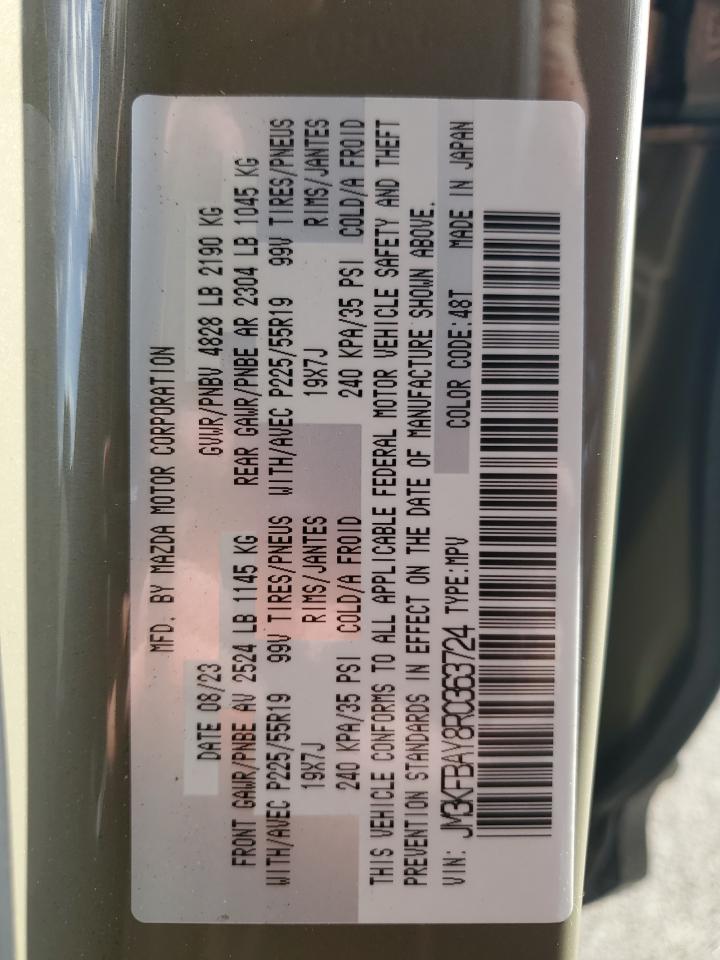 MFD. BY MAZDA MOTOR CORPORATION
DATE 08/23 GVWR/PNBV 4828 LB 2190 KG
FRONT GAWR/PNBE AV 2524 LB 1145 KG REAR GAWR/PNBE AR 2304 LB 1045 KG
WITH/AVEC P225/55R19 99V TIRES/PNEUS WITH/AVEC P225/55R19 99V TIRES/PNEUS
19X7J RIMS/JANTES 19X7J RIMS/JANTES
240 KPA/35 PSI COLD/A FROID 240 KPA/35 PSI COLD/A FROID
THIS VEHICLE CONFORMS TO ALL APPLICABLE FEDERAL MOTOR VEHICLE SAFETY AND THEFT
PREVENTION STANDARDS IN EFFECT ON THE DATE OF MANUFACTURE SHOWN ABOVE.
VIN: JM3KFBAY8R0363724 TYPE:MPV COLOR CODE:48T MADE IN JAPAN